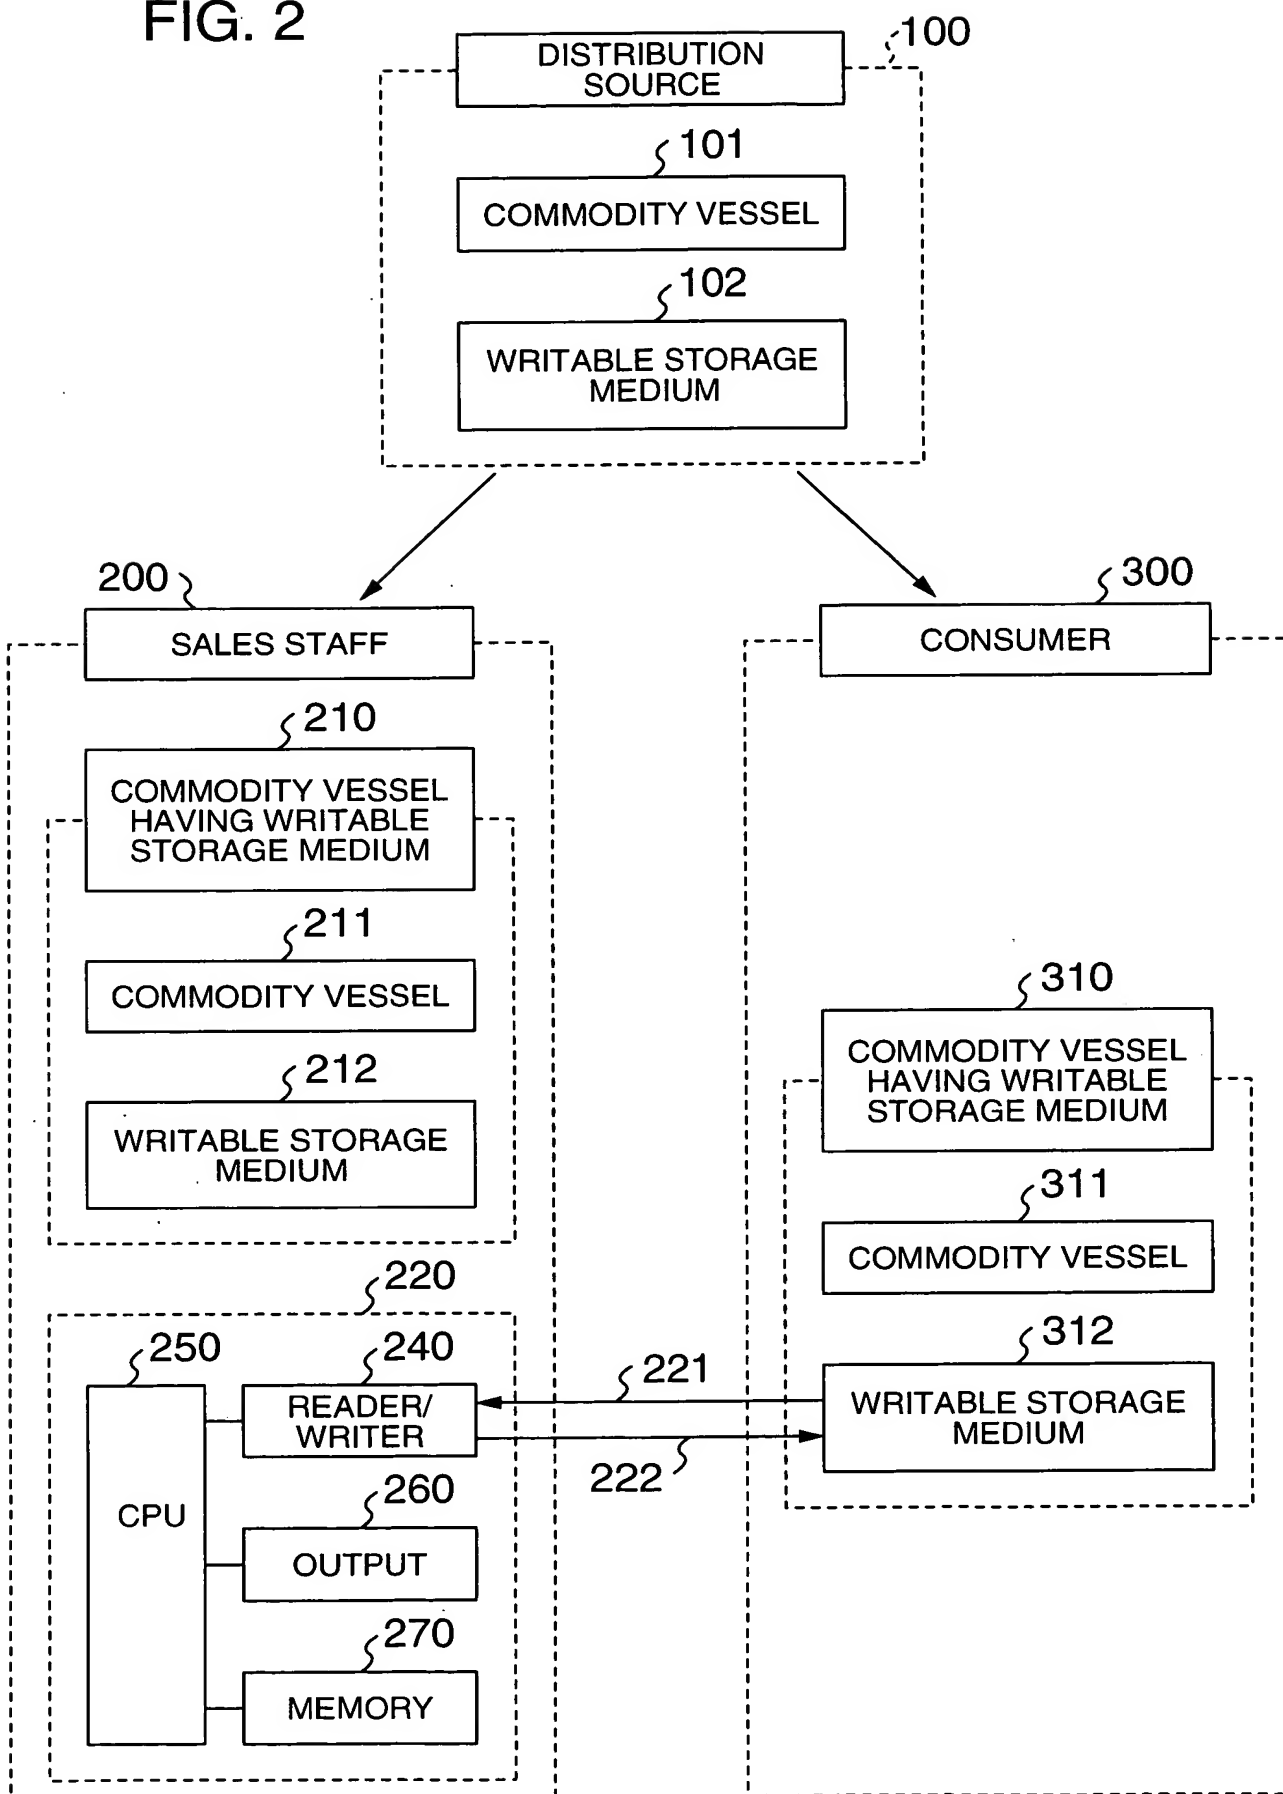 FIG. 2
100
DISTRIBUTION
SOURCE
101
COMMODITY VESSEL
102
WRITABLE STORAGE
MEDIUM
200
SALES STAFF
300
CONSUMER
210
COMMODITY VESSEL
HAVING WRITABLE
STORAGE MEDIUM
211
COMMODITY VESSEL
212
WRITABLE STORAGE
MEDIUM
310
COMMODITY VESSEL
HAVING WRITABLE
STORAGE MEDIUM
311
COMMODITY VESSEL
312
WRITABLE STORAGE
MEDIUM
220
250
CPU
240
READER/
WRITER
221
222
260
OUTPUT
270
MEMORY